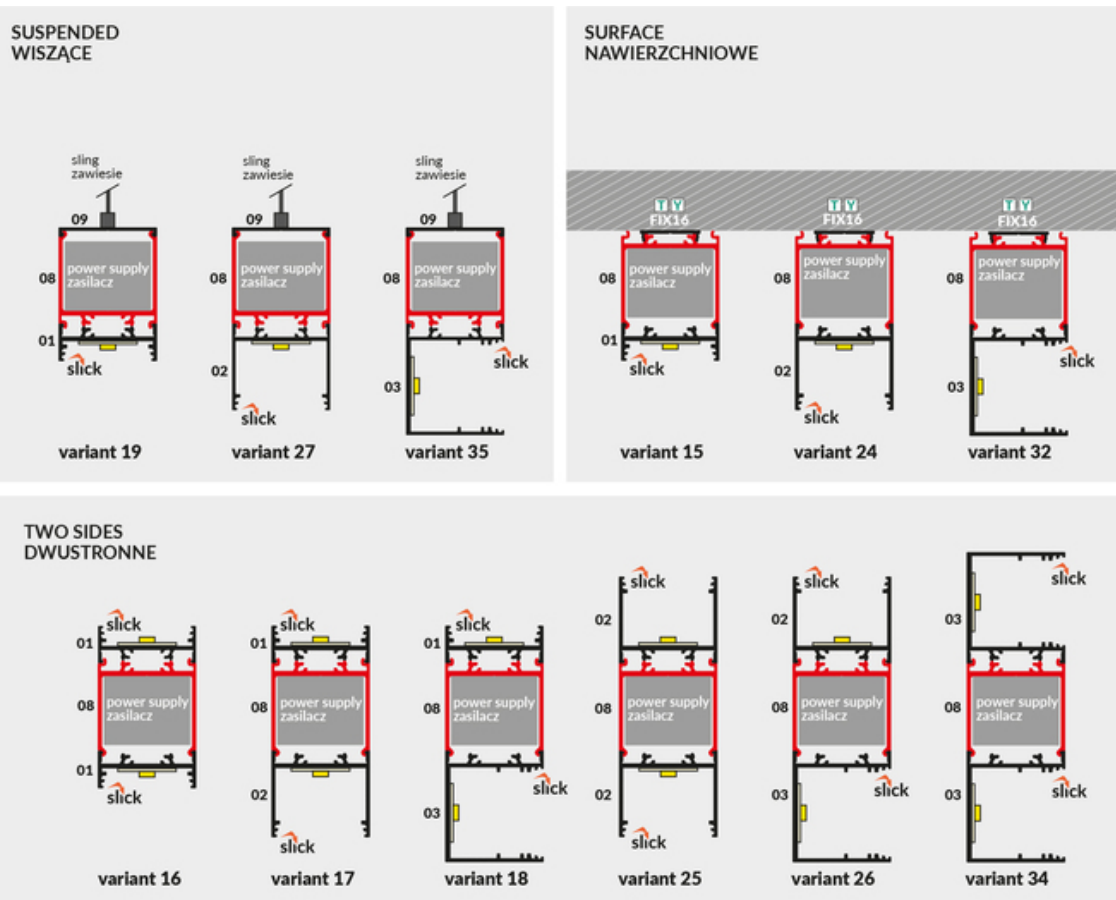 SUSPENDED
WISZĄCE
sling
zawiesie
09
08
power supply
zasilacz
01
slick
variant 19
sling
zawiesie
09
08
power supply
zasilacz
02
slick
variant 27
sling
zawiesie
09
08
power supply
zasilacz
slick
03
variant 35
SURFACE
NAWIERZCHNIOWE
T Y
FIX16
08
power supply
zasilacz
01
slick
variant 15
T Y
FIX16
08
power supply
zasilacz
02
slick
variant 24
T Y
FIX16
08
power supply
zasilacz
slick
03
variant 32
TWO SIDES
DWUSTRONNE
slick
01
08
power supply
zasilacz
01
slick
variant 16
slick
01
08
power supply
zasilacz
02
slick
variant 17
slick
01
08
power supply
zasilacz
slick
03
variant 18
slick
02
08
power supply
zasilacz
02
slick
variant 25
slick
02
08
power supply
zasilacz
slick
03
variant 26
slick
03
08
power supply
zasilacz
slick
03
variant 34